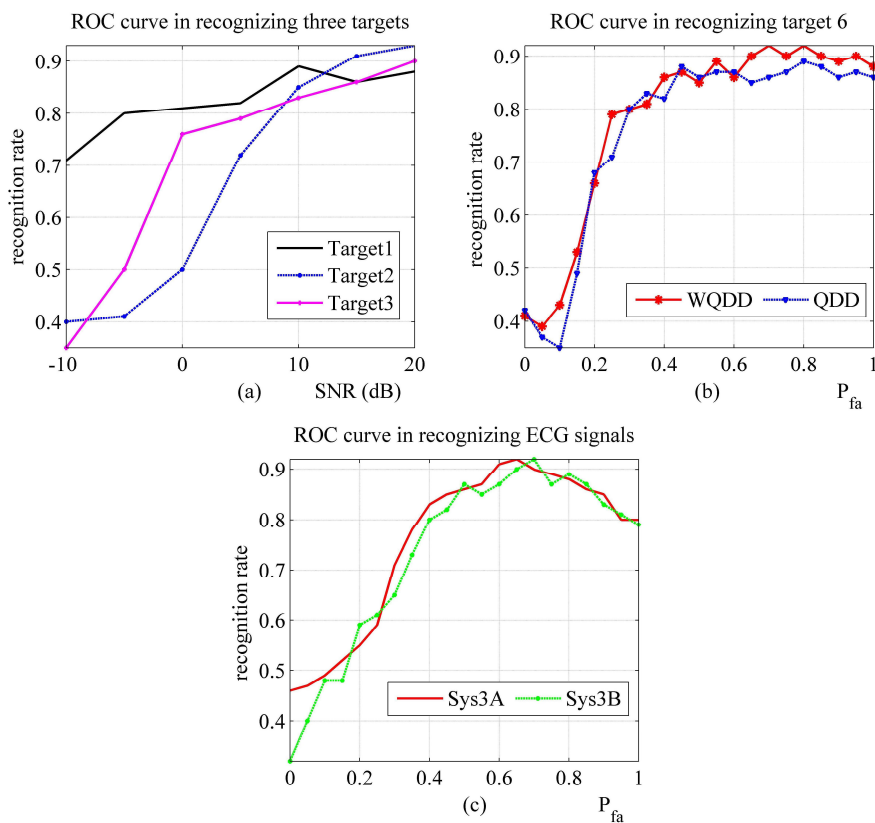 ROC curve in recognizing three targets
recognition rate
0.9
0.8
0.7
0.6
0.5
0.4
-10 0 10 20
Target1
Target2
Target3
(a) SNR (dB)
ROC curve in recognizing target 6
recognition rate
0.9
0.8
0.7
0.6
0.5
0.4
0 0.2 0.4 0.6 0.8 1
WQDD QDD
(b) P_fa
ROC curve in recognizing ECG signals
recognition rate
0.9
0.8
0.7
0.6
0.5
0.4
0 0.2 0.4 0.6 0.8 1
Sys3A Sys3B
(c) P_fa